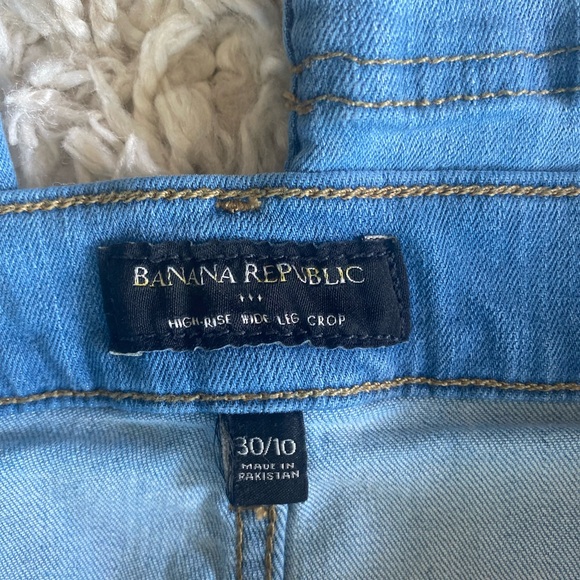 BANANA REPUBLIC
HIGH-RISE WIDE LEG CROP
30/10
MADE IN
PAKISTAN